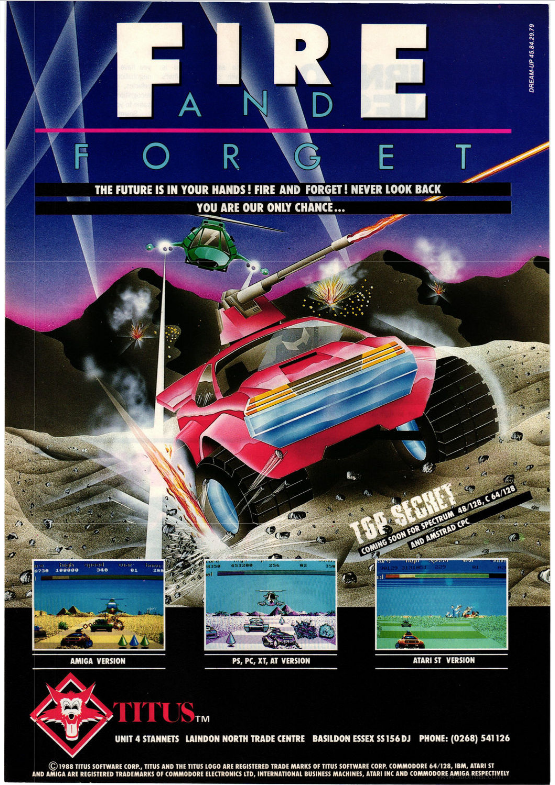 FIRE
AND
FORGET
DREAM-UP 45.84.29.79
THE FUTURE IS IN YOUR HANDS! FIRE AND FORGET! NEVER LOOK BACK
YOU ARE OUR ONLY CHANCE...
TOP SECRET
COMING SOON FOR SPECTRUM 48/128, C 64/128
AND AMSTRAD CPC
AMIGA VERSION
PS, PC, XT, AT VERSION
ATARI ST VERSION
TITUS TM
UNIT 4 STANNETS LAINDON NORTH TRADE CENTRE BASILDON ESSEX SS156DJ PHONE: (0268) 541126
©1988 TITUS SOFTWARE CORP., TITUS AND THE TITUS LOGO ARE REGISTERED TRADE MARKS OF TITUS SOFTWARE CORP. COMMODORE 64/128, IBM, ATARI ST
AND AMIGA ARE REGISTERED TRADEMARKS OF COMMODORE ELECTRONICS LTD, INTERNATIONAL BUSINESS MACHINES, ATARI INC AND COMMODORE AMIGA RESPECTIVELY